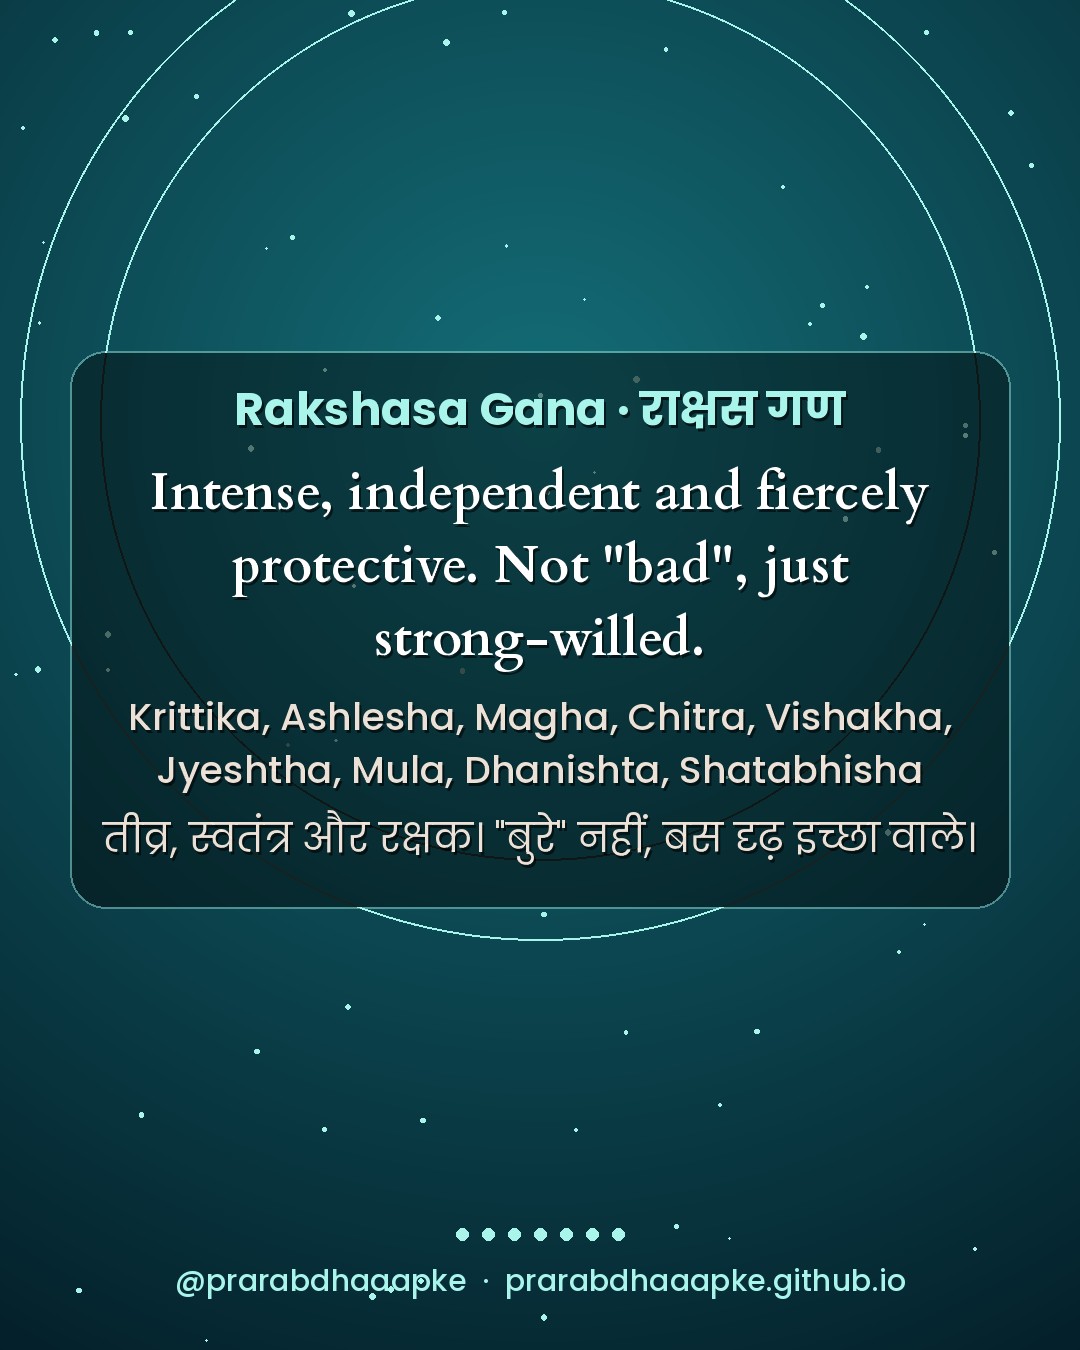 Rakshasa Gana · राक्षस गण
Intense, independent and fiercely
protective. Not "bad", just
strong-willed.
Krittika, Ashlesha, Magha, Chitra, Vishakha,
Jyeshtha, Mula, Dhanishta, Shatabhisha
तीव्र, स्वतंत्र और रक्षक। "बुरे" नहीं, बस दृढ़ इच्छा वाले।
@prarabdhaaapke · prarabdhaaapke.github.io